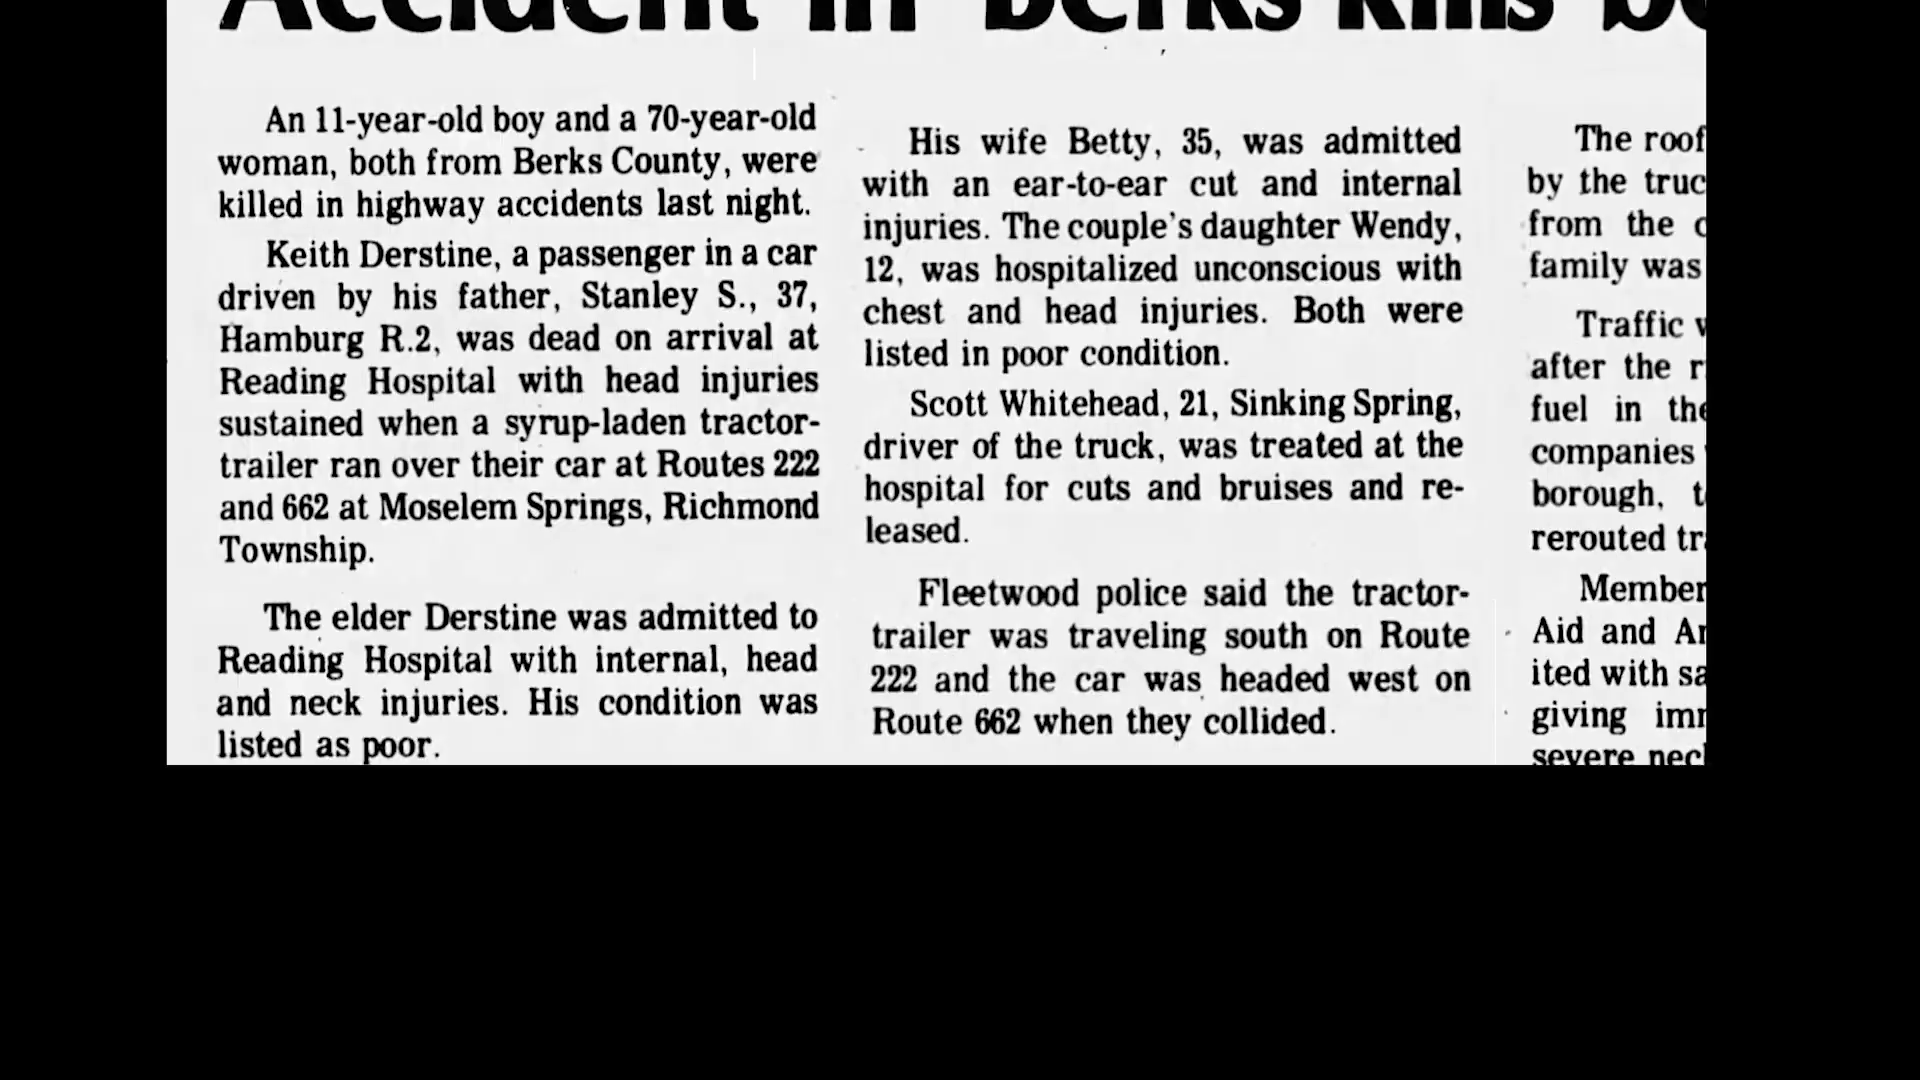 Accident in Berks kills
An 11-year-old boy and a 70-year-old
woman, both from Berks County, were
killed in highway accidents last night.
Keith Derstine, a passenger in a car
driven by his father, Stanley S., 37,
Hamburg R.2, was dead on arrival at
Reading Hospital with head injuries
sustained when a syrup-laden tractor-
trailer ran over their car at Routes 222
and 662 at Moselem Springs, Richmond
Township.
The elder Derstine was admitted to
Reading Hospital with internal, head
and neck injuries. His condition was
listed as poor.
His wife Betty, 35, was admitted
with an ear-to-ear cut and internal
injuries. The couple's daughter Wendy,
12, was hospitalized unconscious with
chest and head injuries. Both were
listed in poor condition.
Scott Whitehead, 21, Sinking Spring,
driver of the truck, was treated at the
hospital for cuts and bruises and re-
leased.
Fleetwood police said the tractor-
trailer was traveling south on Route
222 and the car was headed west on
Route 662 when they collided.
The roof
by the truc
from the
family was
Traffic
after the
fuel in the
companies
borough,
rerouted
Member
Aid and
ited with
giving
severe